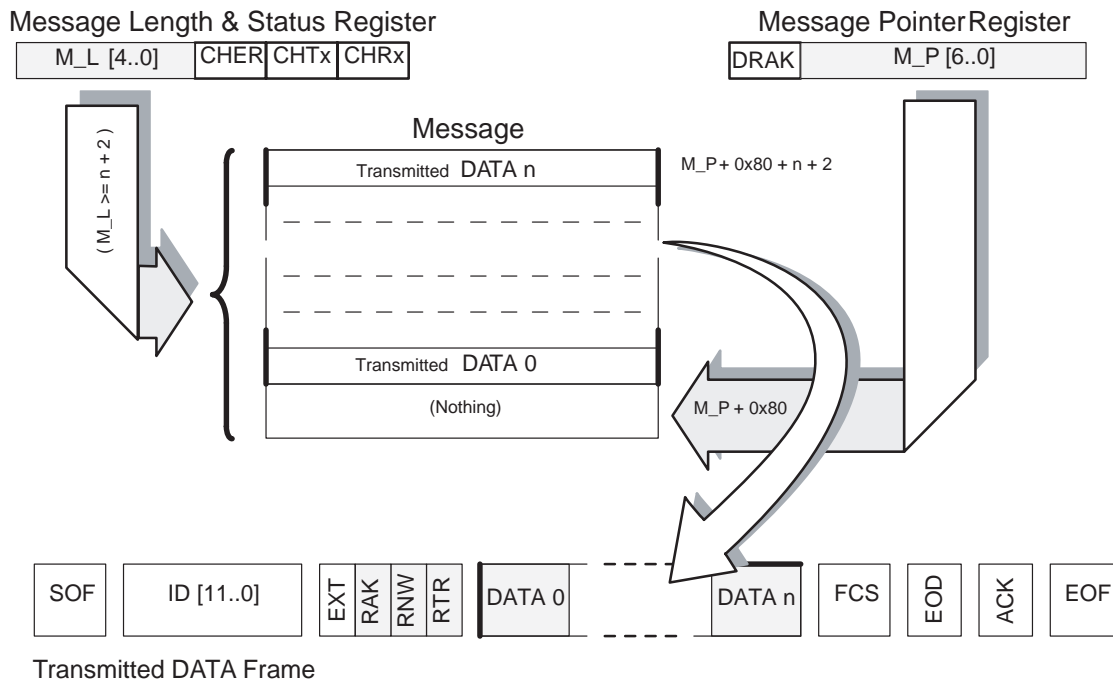 Message Length & Status Register
Message Pointer Register
M_L [4..0] CHER CHTx CHRx
DRAK M_P [6..0]
( M_L >= n + 2 )
Message
Transmitted DATA n
M_P + 0x80 + n + 2
Transmitted DATA 0
(Nothing)
M_P + 0x80
SOF ID [11..0] EXT RAK RNW RTR DATA 0 DATA n FCS EOD ACK EOF
Transmitted DATA Frame